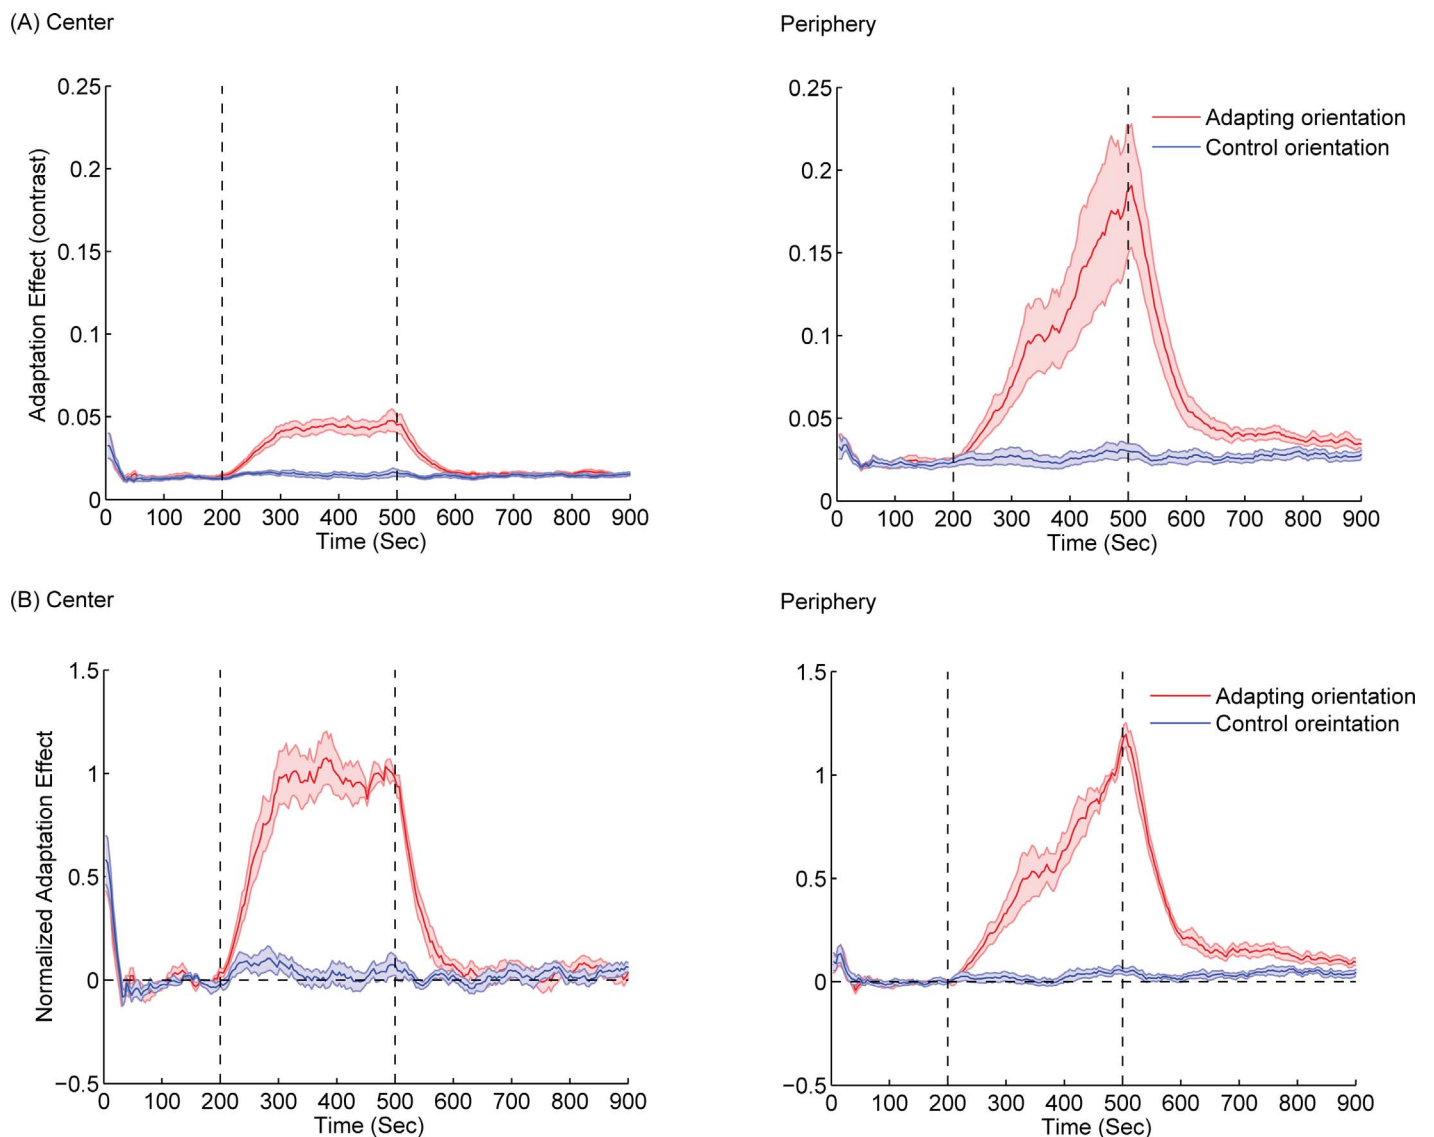 (A) Center
Periphery
0.25
0.2
0.15
0.1
0.05
0
Adaptation Effect (contrast)
0 100 200 300 400 500 600 700 800 900
Time (Sec)
0.25
0.2
0.15
0.1
0.05
0
Adapting orientation
Control orientation
0 100 200 300 400 500 600 700 800 900
Time (Sec)
(B) Center
Periphery
1.5
1
0.5
0
−0.5
Normalized Adaptation Effect
0 100 200 300 400 500 600 700 800 900
Time (Sec)
1.5
1
0.5
0
−0.5
Adapting orientation
Control oreintation
0 100 200 300 400 500 600 700 800 900
Time (Sec)